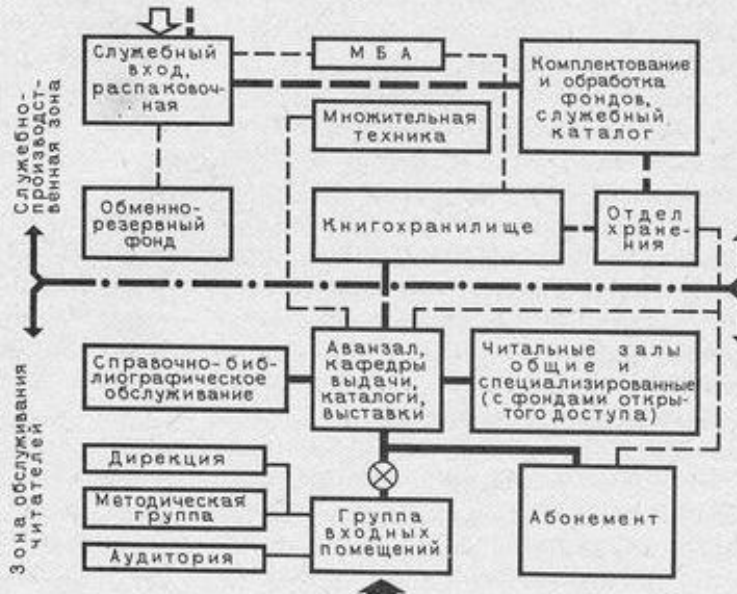 Служебно-
производст-
венная зона
Служебный
вход,
распаковоч-
ная
МБА
Комплектование
и обработка
фондов,
служебный
каталог
Множительная
техника
Обменно-
резервный
фонд
Книгохранилище
Отдел
хране-
ния
Зона обслуживания
читателей
Справочно-биб-
лиографическое
обслуживание
Аванзал,
кафедры
выдачи,
каталоги,
выставки
Читальные залы
общие и
специализированные
(с фондами откры-
того доступа)
Дирекция
Методическая
группа
Аудитория
Группа
входных
помещений
Абонемент